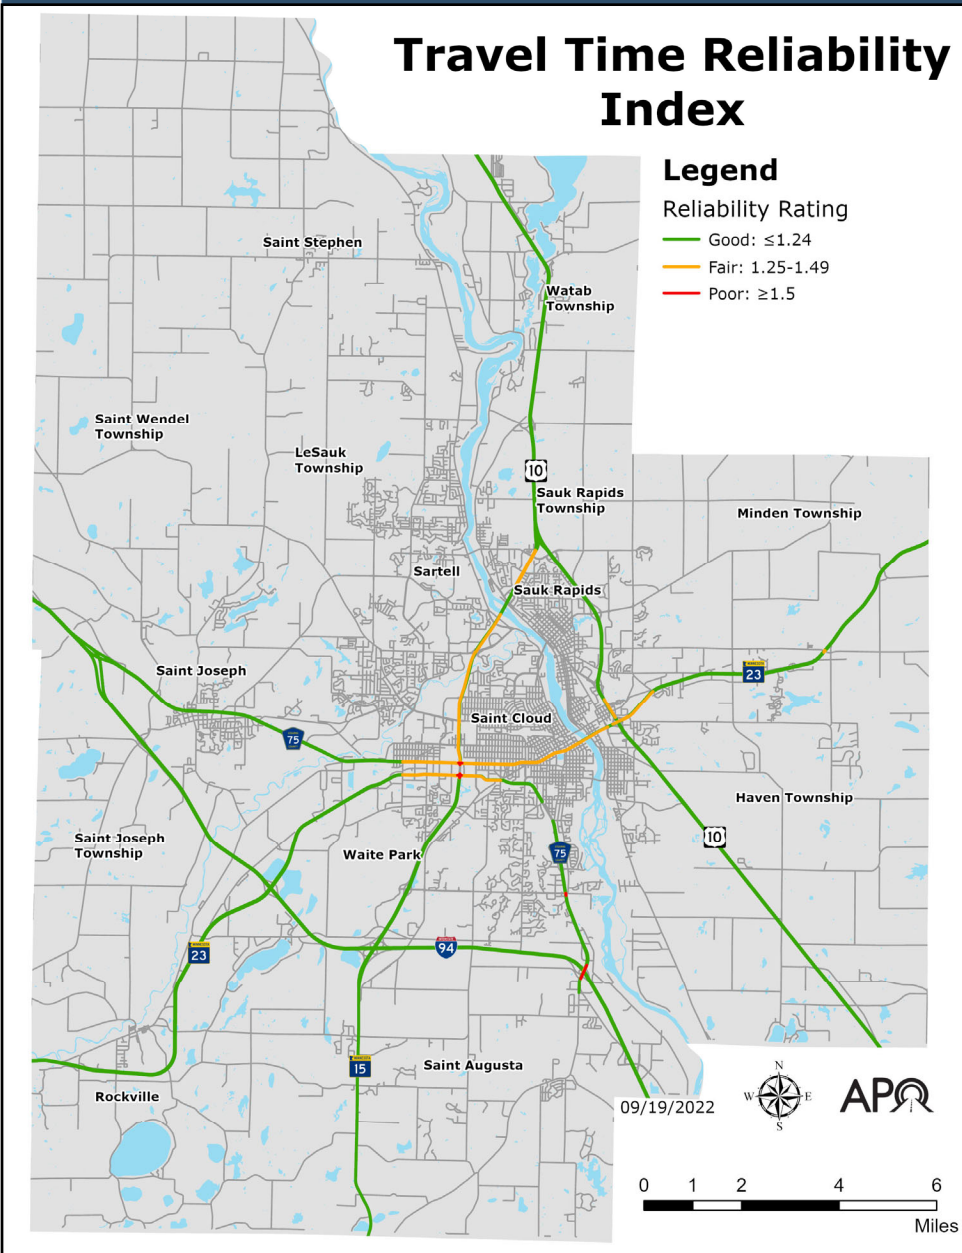 Travel Time Reliability
Index
Legend
Reliability Rating
Good: ≤1.24
Fair: 1.25-1.49
Poor: ≥1.5
Saint Stephen
Watab
Township
Saint Wendel
Township
LeSauk
Township
10
Sauk Rapids
Township
Minden Township
Sartell
Sauk Rapids
Saint Joseph
MINNESOTA
23
Saint Cloud
75
Haven Township
10
Saint Joseph
Township
Waite Park
75
MINNESOTA
23
94
MINNESOTA
15
Saint Augusta
Rockville
09/19/2022
N
W E
S
APO
0 1 2 4 6
Miles